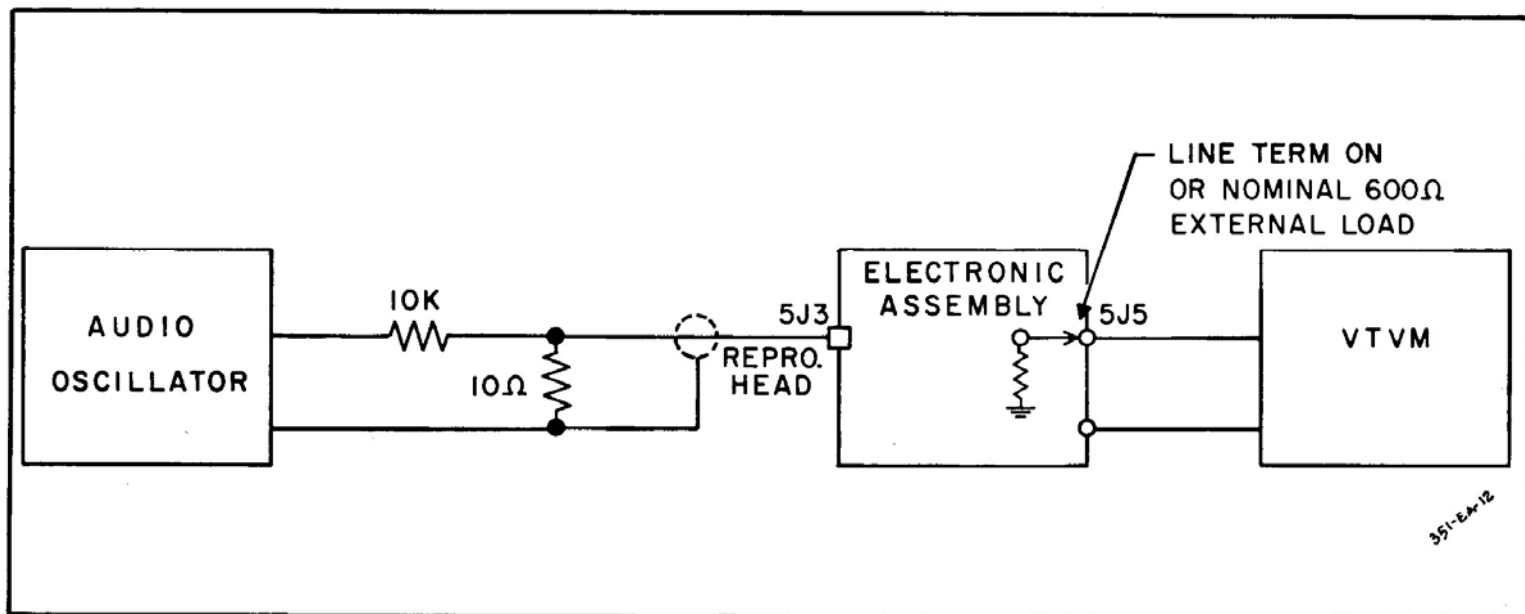 LINE TERM ON
OR NOMINAL 600Ω
EXTERNAL LOAD
AUDIO
OSCILLATOR
10K
10Ω
REPRO.
HEAD
5J3
ELECTRONIC
ASSEMBLY
5J5
VTVM
351-EA-12